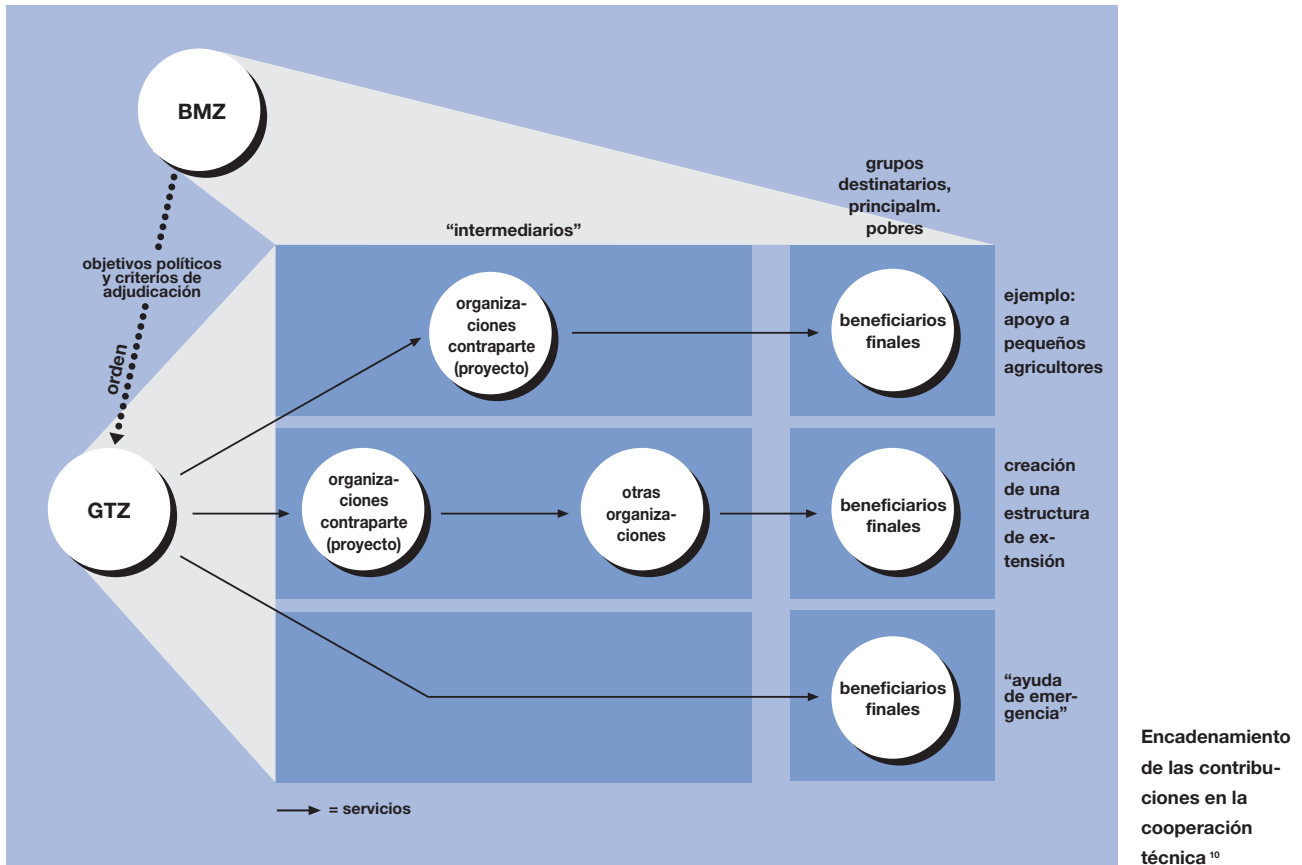 BMZ
grupos
destinatarios,
principalm.
pobres
“intermediarios”
objetivos políticos
y criterios de
adjudicación
orden
organiza-
ciones
contraparte
(proyecto)
beneficiarios
finales
ejemplo:
apoyo a
pequeños
agricultores
GTZ
organiza-
ciones
contraparte
(proyecto)
otras
organiza-
ciones
beneficiarios
finales
creación
de una
estructura
de ex-
tensión
beneficiarios
finales
“ayuda
de emer-
gencia”
= servicios
Encadenamiento
de las contribu-
ciones en la
cooperación
técnica 10